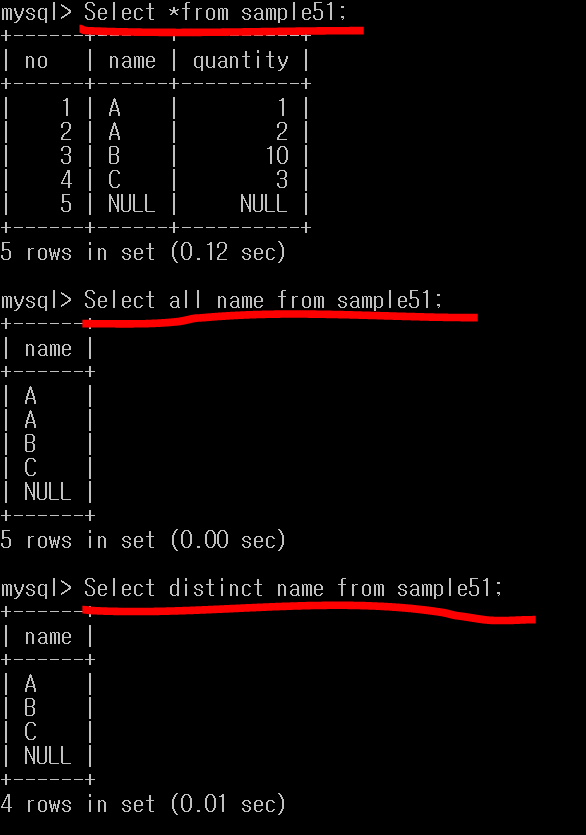 mysql> Select *from sample51;
+------+------+----------+
| no   | name | quantity |
+------+------+----------+
|    1 | A    |        1 |
|    2 | A    |        2 |
|    3 | B    |       10 |
|    4 | C    |        3 |
|    5 | NULL |     NULL |
+------+------+----------+
5 rows in set (0.12 sec)
mysql> Select all name from sample51;
+------+
| name |
+------+
| A    |
| A    |
| B    |
| C    |
| NULL |
+------+
5 rows in set (0.00 sec)
mysql> Select distinct name from sample51;
+------+
| name |
+------+
| A    |
| B    |
| C    |
| NULL |
+------+
4 rows in set (0.01 sec)